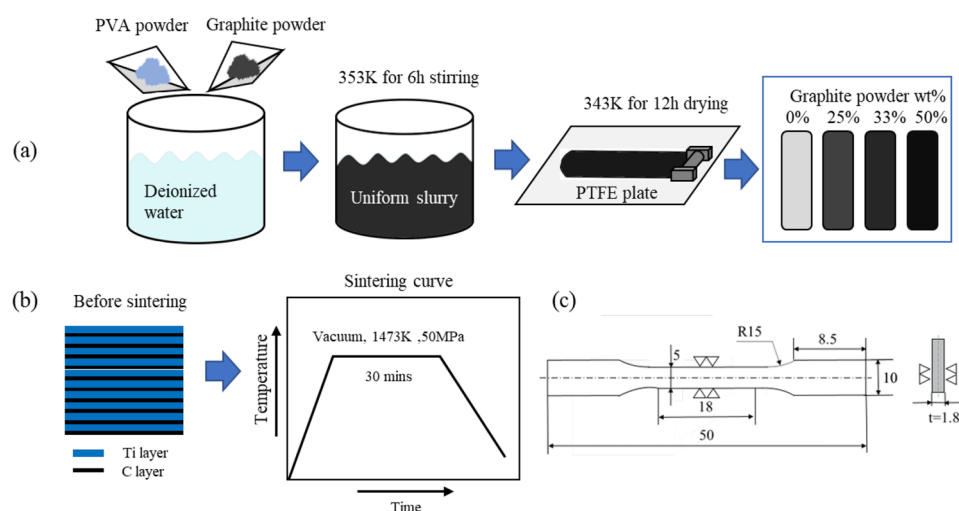 PVA powder
Graphite powder
353K for 6h stirring
343K for 12h drying
Graphite powder wt%
0% 25% 33% 50%
(a)
Deionized
water
Uniform slurry
PTFE plate
(b)
Before sintering
Sintering curve
(c)
Vacuum, 1473K ,50MPa
30 mins
Temperature
Time
Ti layer
C layer
R15
8.5
5
10
18
50
t=1.8